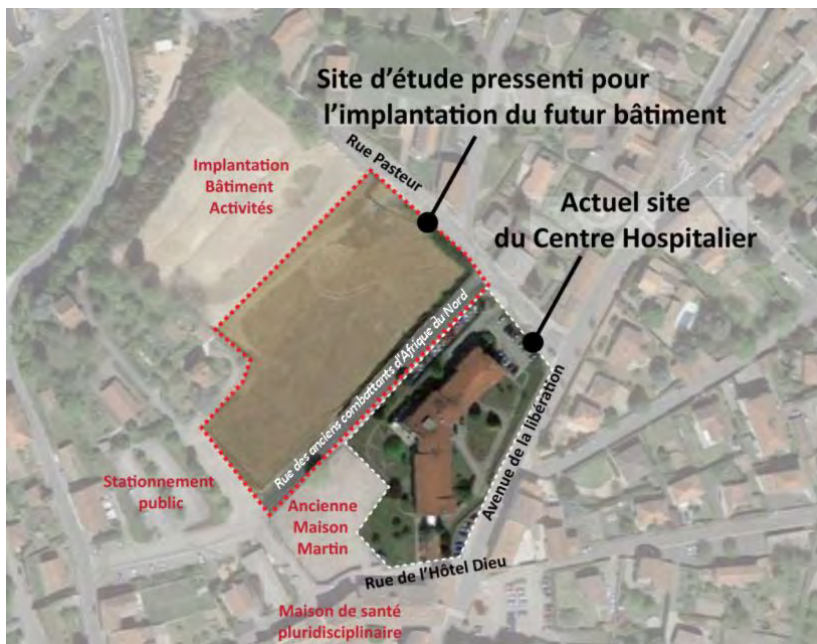 Site d'étude pressenti pour
l'implantation du futur bâtiment
Rue Pasteur
Implantation
Bâtiment
Activités
Actuel site
du Centre Hospitalier
Rue des anciens combattants d'Afrique du Nord
Avenue de la libération
Stationnement
public
Ancienne
Maison
Martin
Rue de l'Hôtel Dieu
Maison de santé
pluridisciplinaire